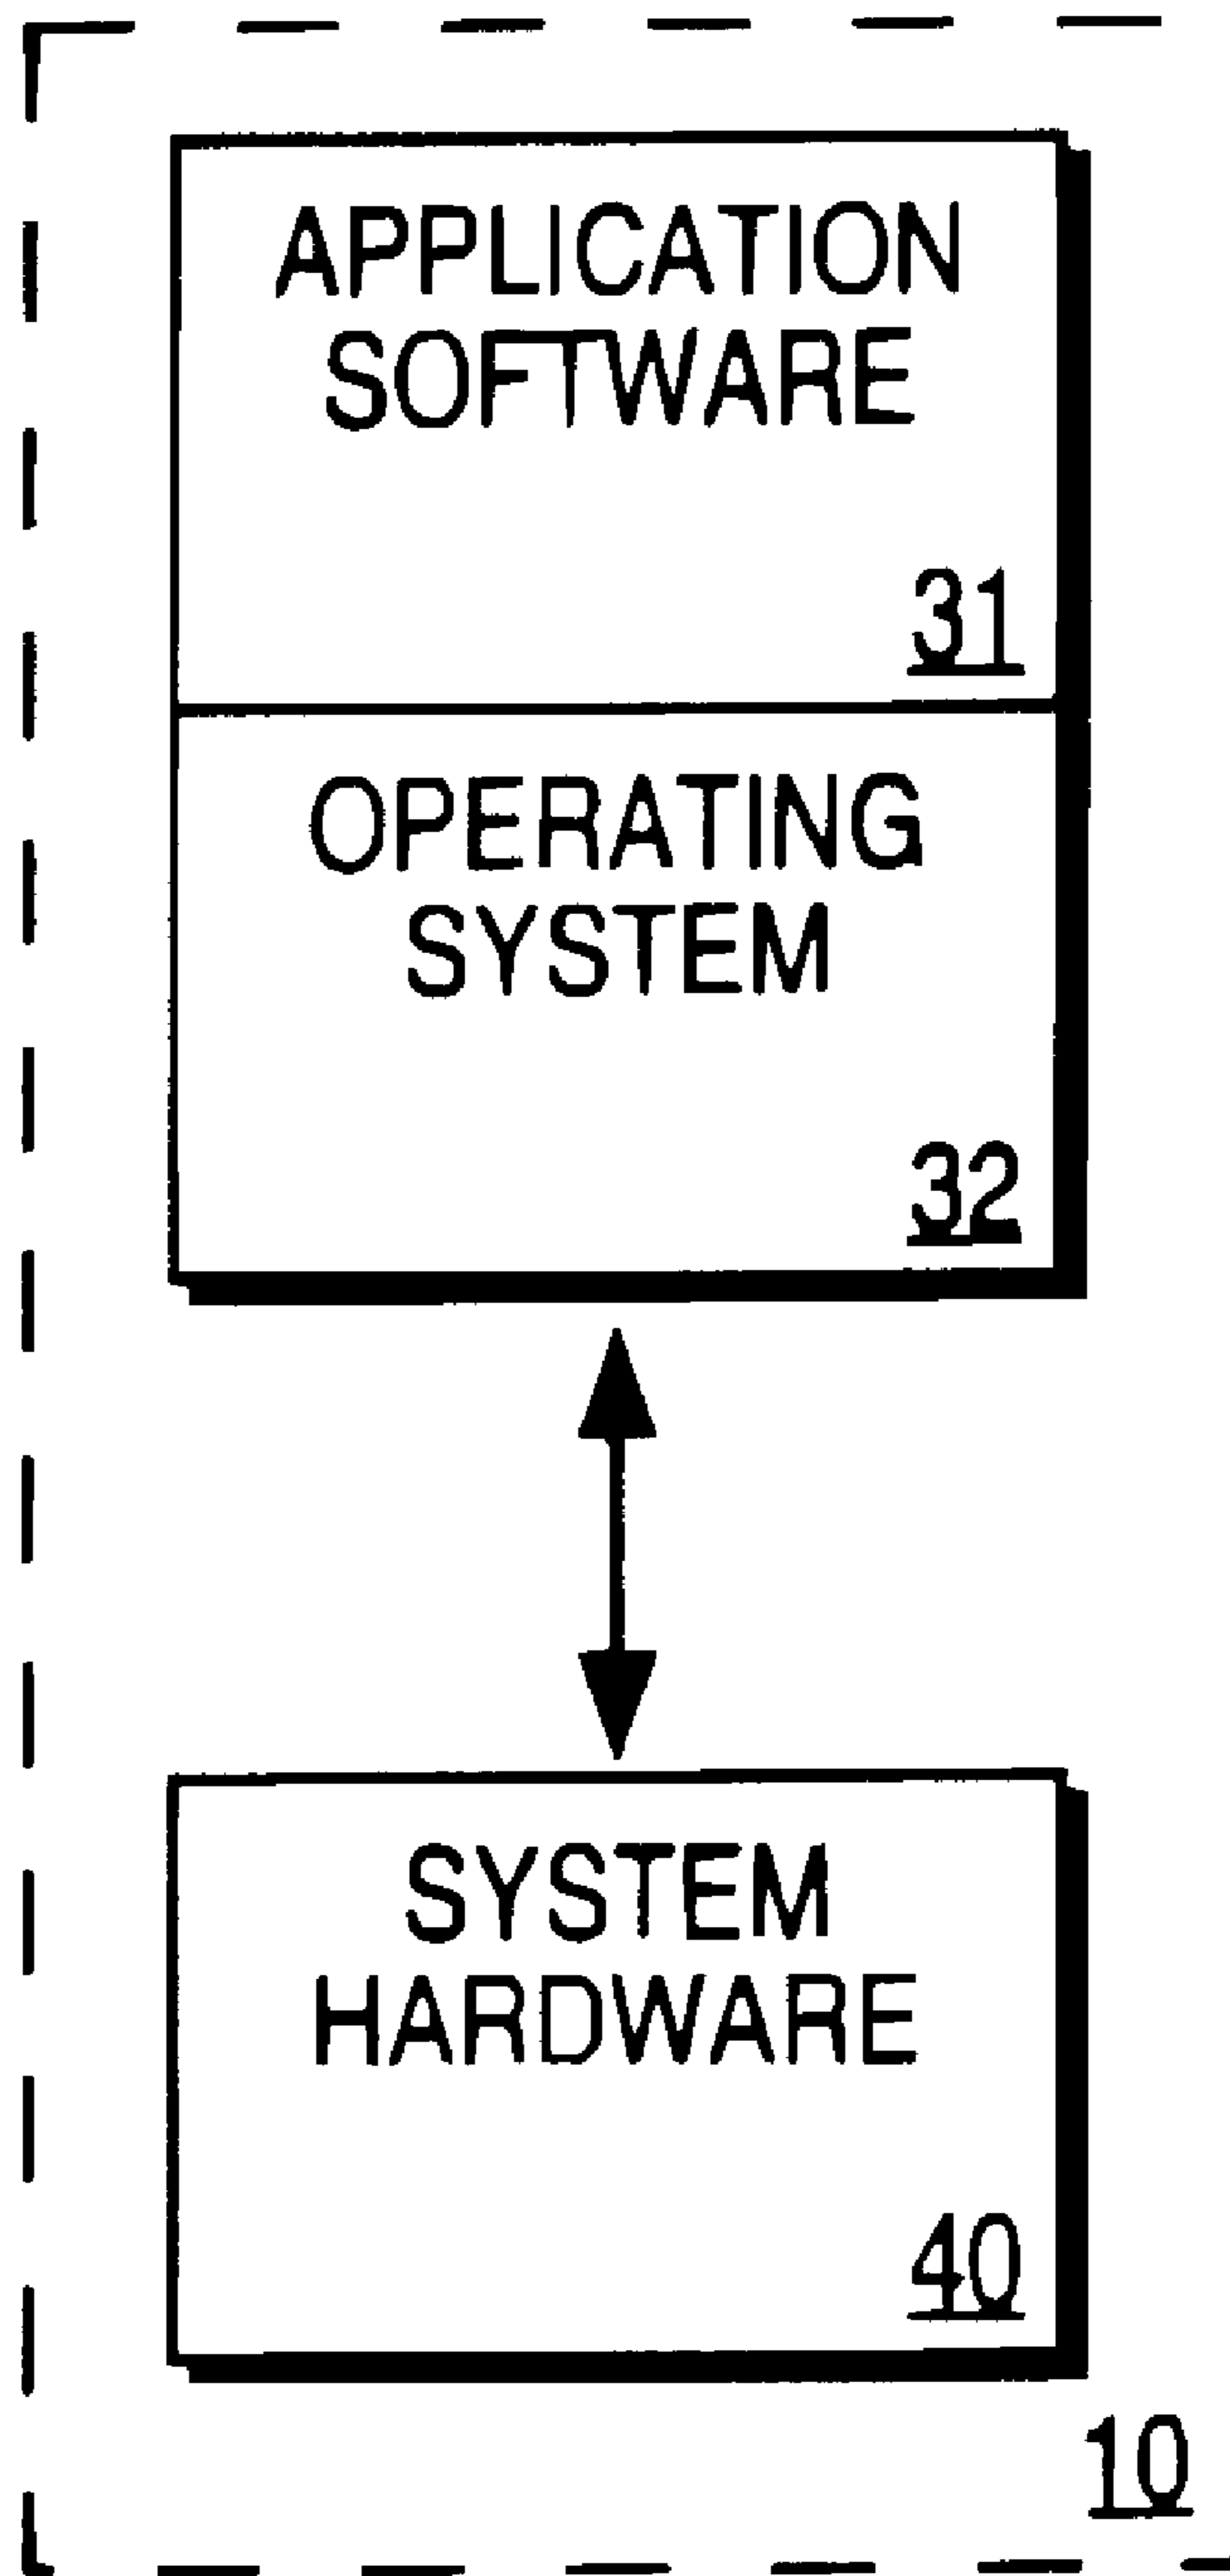 APPLICATION
SOFTWARE
31
OPERATING
SYSTEM
32
SYSTEM
HARDWARE
40
10